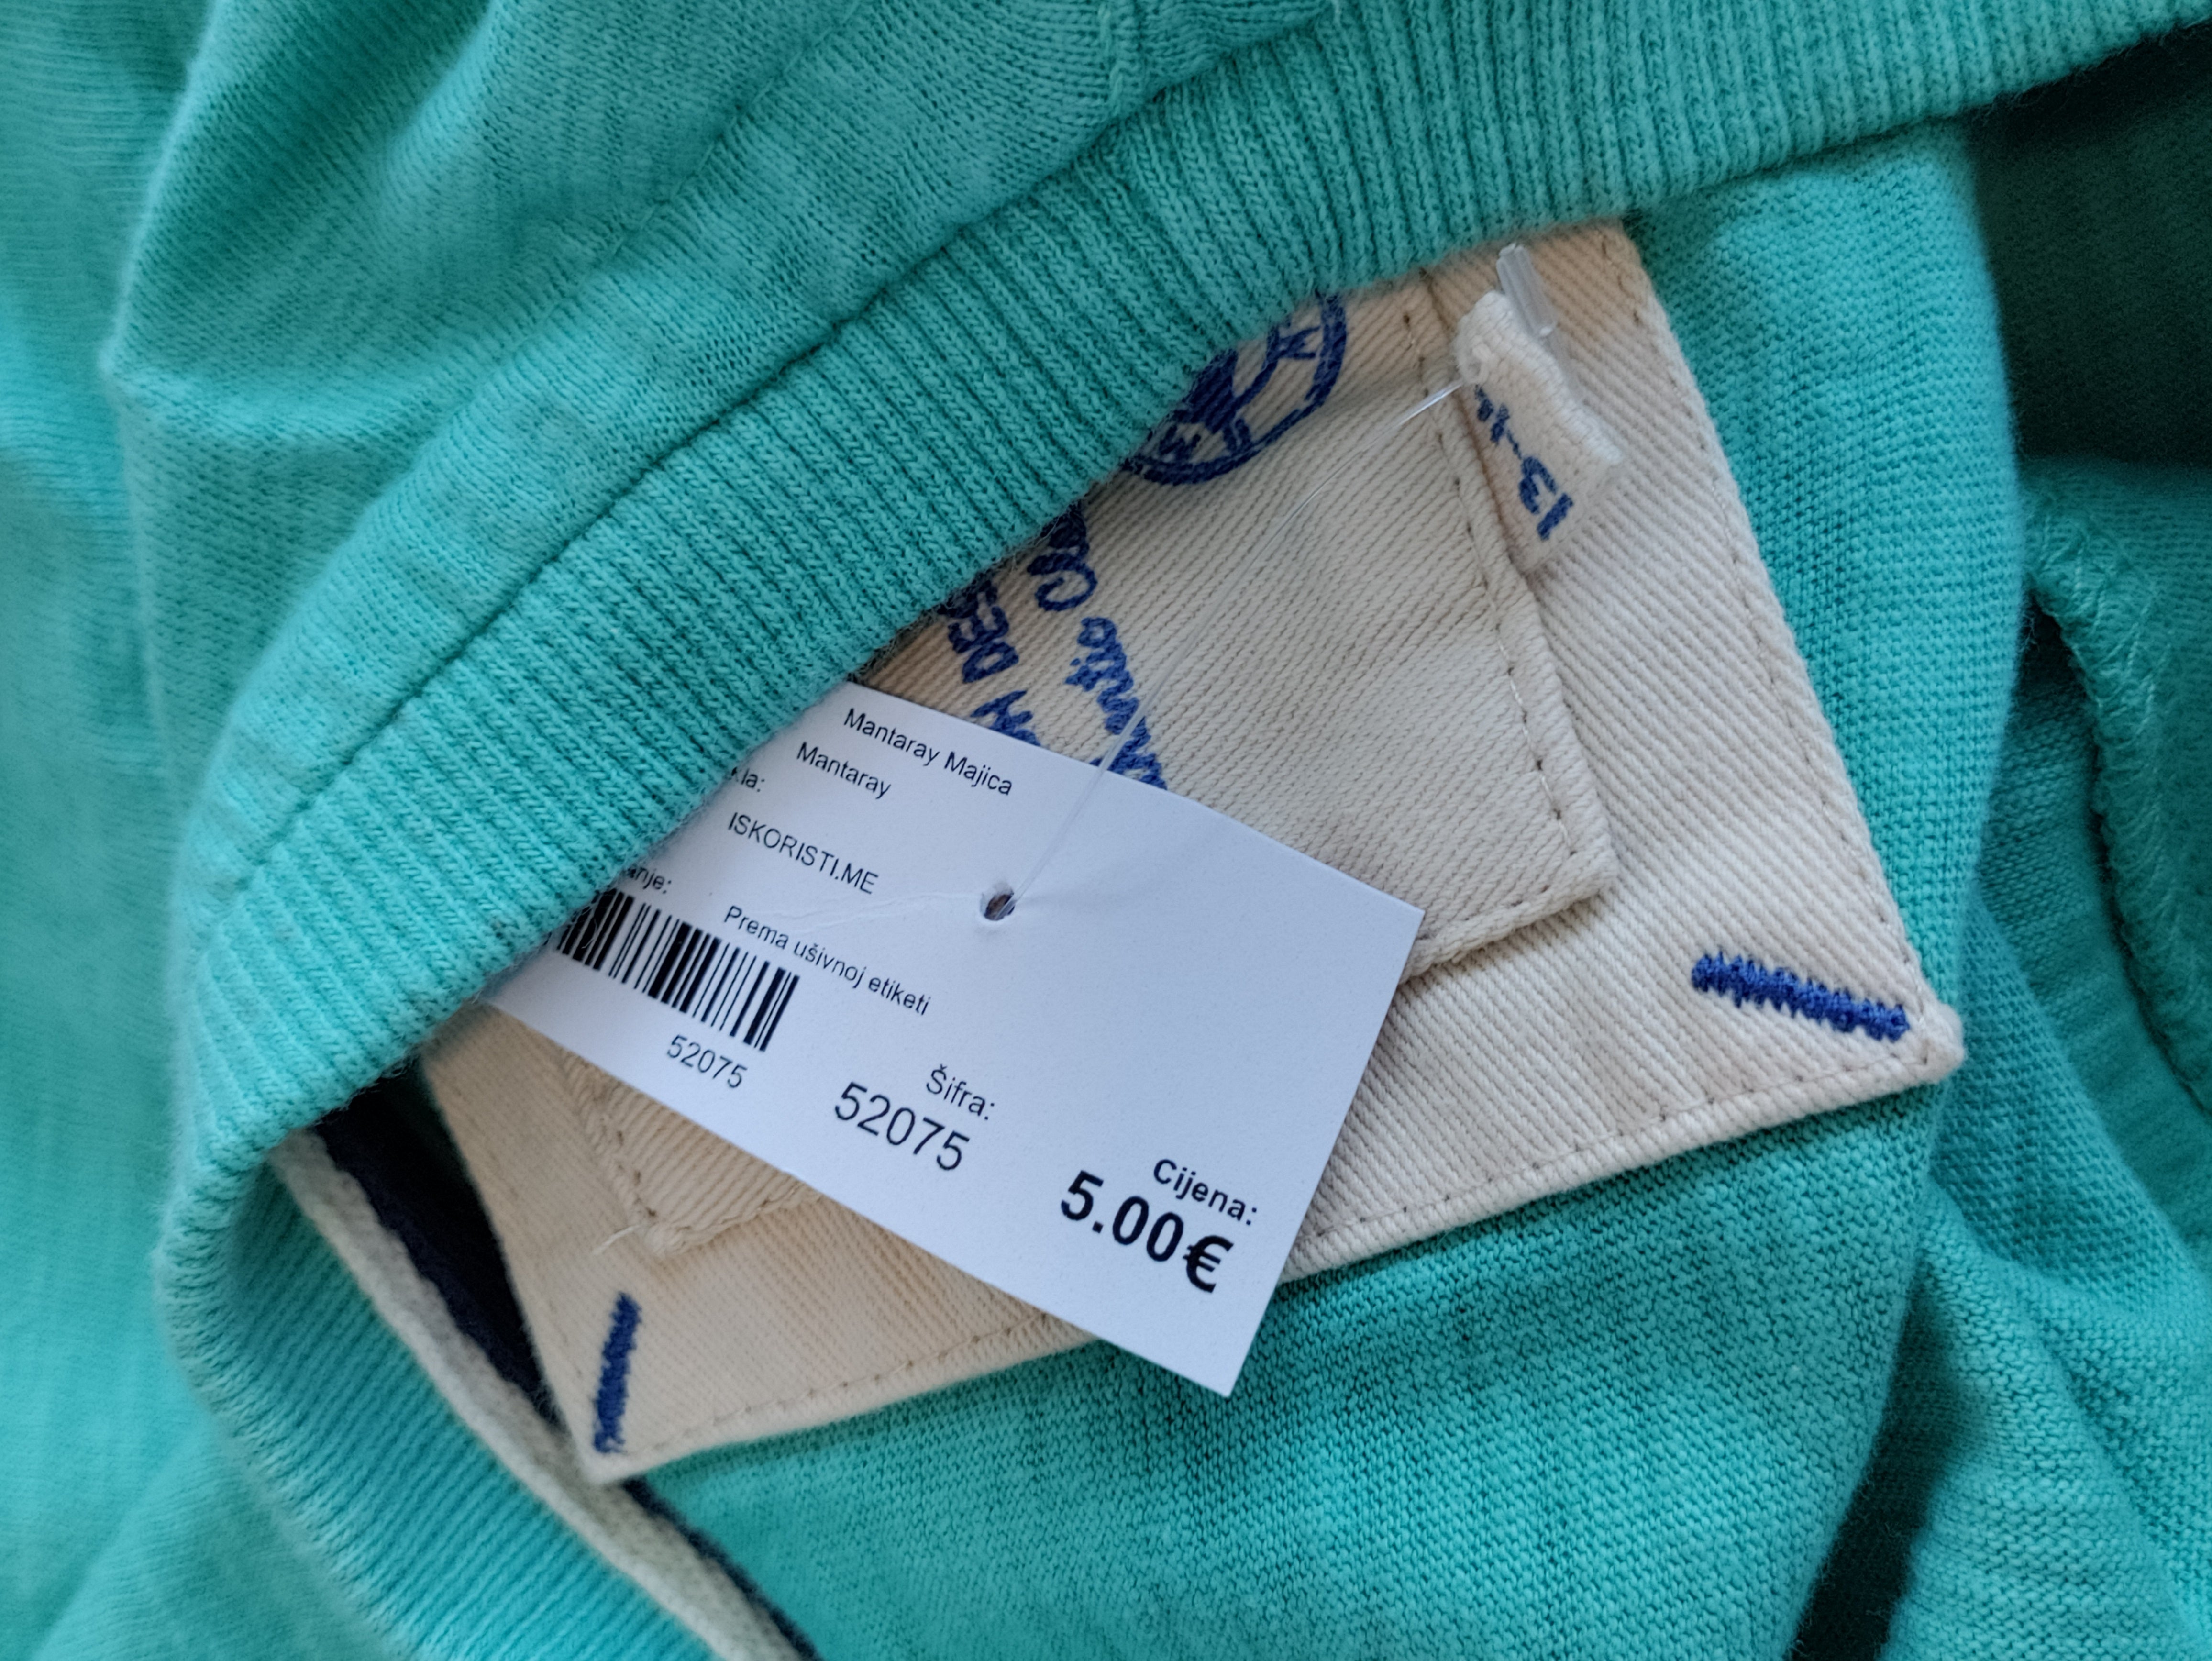 Mantaray Majica
Mantaray
ISKORISTI.ME
Prema ušivnoj etiketi
52075
Šifra:
52075
Cijena:
5.00€